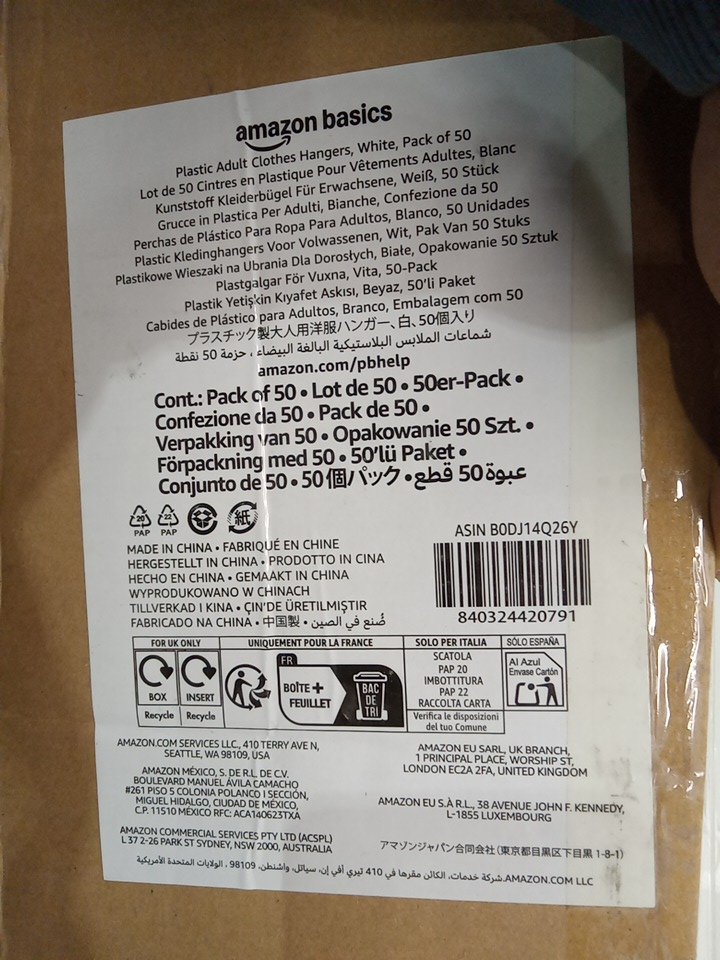 amazon basics
Plastic Adult Clothes Hangers, White, Pack of 50
Lot de 50 Cintres en Plastique Pour Vêtements Adultes, Blanc
Kunststoff Kleiderbügel Für Erwachsene, Weiß, 50 Stück
Grucce in Plastica Per Adulti, Bianche, Confezione da 50
Perchas de Plástico Para Ropa Para Adultos, Blanco, 50 Unidades
Plastic Kledinghangers Voor Volwassenen, Wit, Pak Van 50 Stuks
Plastikowe Wieszaki na Ubrania Dla Dorosłych, Białe, Opakowanie 50 Sztuk
Plastgalgar För Vuxna, Vita, 50-Pack
Plastik Yetişkin Kıyafet Askısı, Beyaz, 50'li Paket
Cabides de Plástico para Adultos, Branco, Embalagem com 50
プラスチック製大人用洋服ハンガー、白、50個入り
شماعات الملابس البلاستيكية البالغة البيضاء ، حزمة 50 نقطة
amazon.com/pbhelp
Cont.: Pack of 50 • Lot de 50 • 50er-Pack •
Confezione da 50 • Pack de 50 •
Verpakking van 50 • Opakowanie 50 Szt. •
Förpackning med 50 • 50'lü Paket •
Conjunto de 50 • 50個パック • عبوة 50 قطع
20 PAP
22 PAP
紙
MADE IN CHINA • FABRIQUÉ EN CHINE
HERGESTELLT IN CHINA • PRODOTTO IN CINA
HECHO EN CHINA • GEMAAKT IN CHINA
WYPRODUKOWANO W CHINACH
TILLVERKAD I KINA • ÇIN'DE ÜRETILMIŞTIR
FABRICADO NA CHINA • 中国製 • صُنع في الصين
ASIN B0DJ14Q26Y
840324420791
FOR UK ONLY
BOX
INSERT
Recycle
Recycle
UNIQUEMENT POUR LA FRANCE
FR
BOÎTE +
FEUILLET
BAC
DE
TRI
SOLO PER ITALIA
SCATOLA
PAP 20
IMBOTTITURA
PAP 22
RACCOLTA CARTA
Verifica le disposizioni
del tuo Comune
SÓLO ESPAÑA
Al Azul
Envase Cartón
AMAZON.COM SERVICES LLC., 410 TERRY AVE N,
SEATTLE, WA 98109, USA
AMAZON MÉXICO, S. DE R.L. DE C.V.
BOULEVARD MANUEL ÁVILA CAMACHO
#261 PISO 5 COLONIA POLANCO I SECCIÓN,
MIGUEL HIDALGO, CIUDAD DE MÉXICO,
C.P. 11510 MÉXICO RFC: ACA140623TXA
AMAZON COMMERCIAL SERVICES PTY LTD (ACSPL)
L 37 2-26 PARK ST SYDNEY, NSW 2000, AUSTRALIA
AMAZON EU SARL, UK BRANCH,
1 PRINCIPAL PLACE, WORSHIP ST,
LONDON EC2A 2FA, UNITED KINGDOM
AMAZON EU S.À R.L., 38 AVENUE JOHN F. KENNEDY,
L-1855 LUXEMBOURG
アマゾンジャパン合同会社 (東京都目黒区下目黒 1-8-1)
AMAZON.COM LLC شركة خدمات، الكائن مقرها في 410 تيري أفي إن، سياتل، واشنطن، 98109 ، الولايات المتحدة الأمريكية.